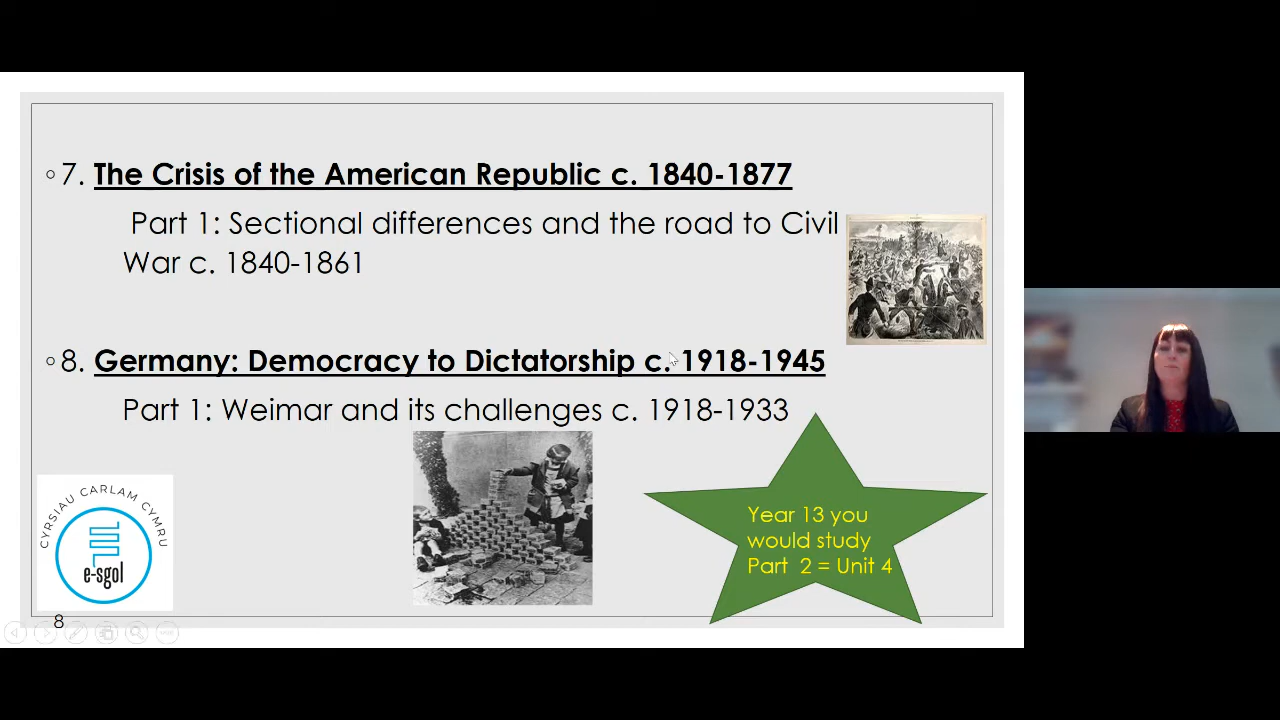 7. The Crisis of the American Republic c. 1840-1877
Part 1: Sectional differences and the road to Civil
War c. 1840-1861
8. Germany: Democracy to Dictatorship c. 1918-1945
Part 1: Weimar and its challenges c. 1918-1933
CYRSIAU CARLAM CYMRU
e-sgol
Year 13 you
would study
Part 2 = Unit 4
8